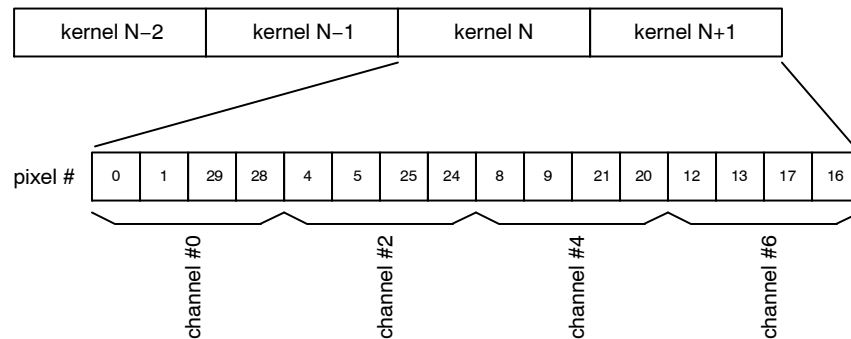 kernel N−2 kernel N−1 kernel N kernel N+1
pixel # 0 1 29 28 4 5 25 24 8 9 21 20 12 13 17 16
channel #0
channel #2
channel #4
channel #6